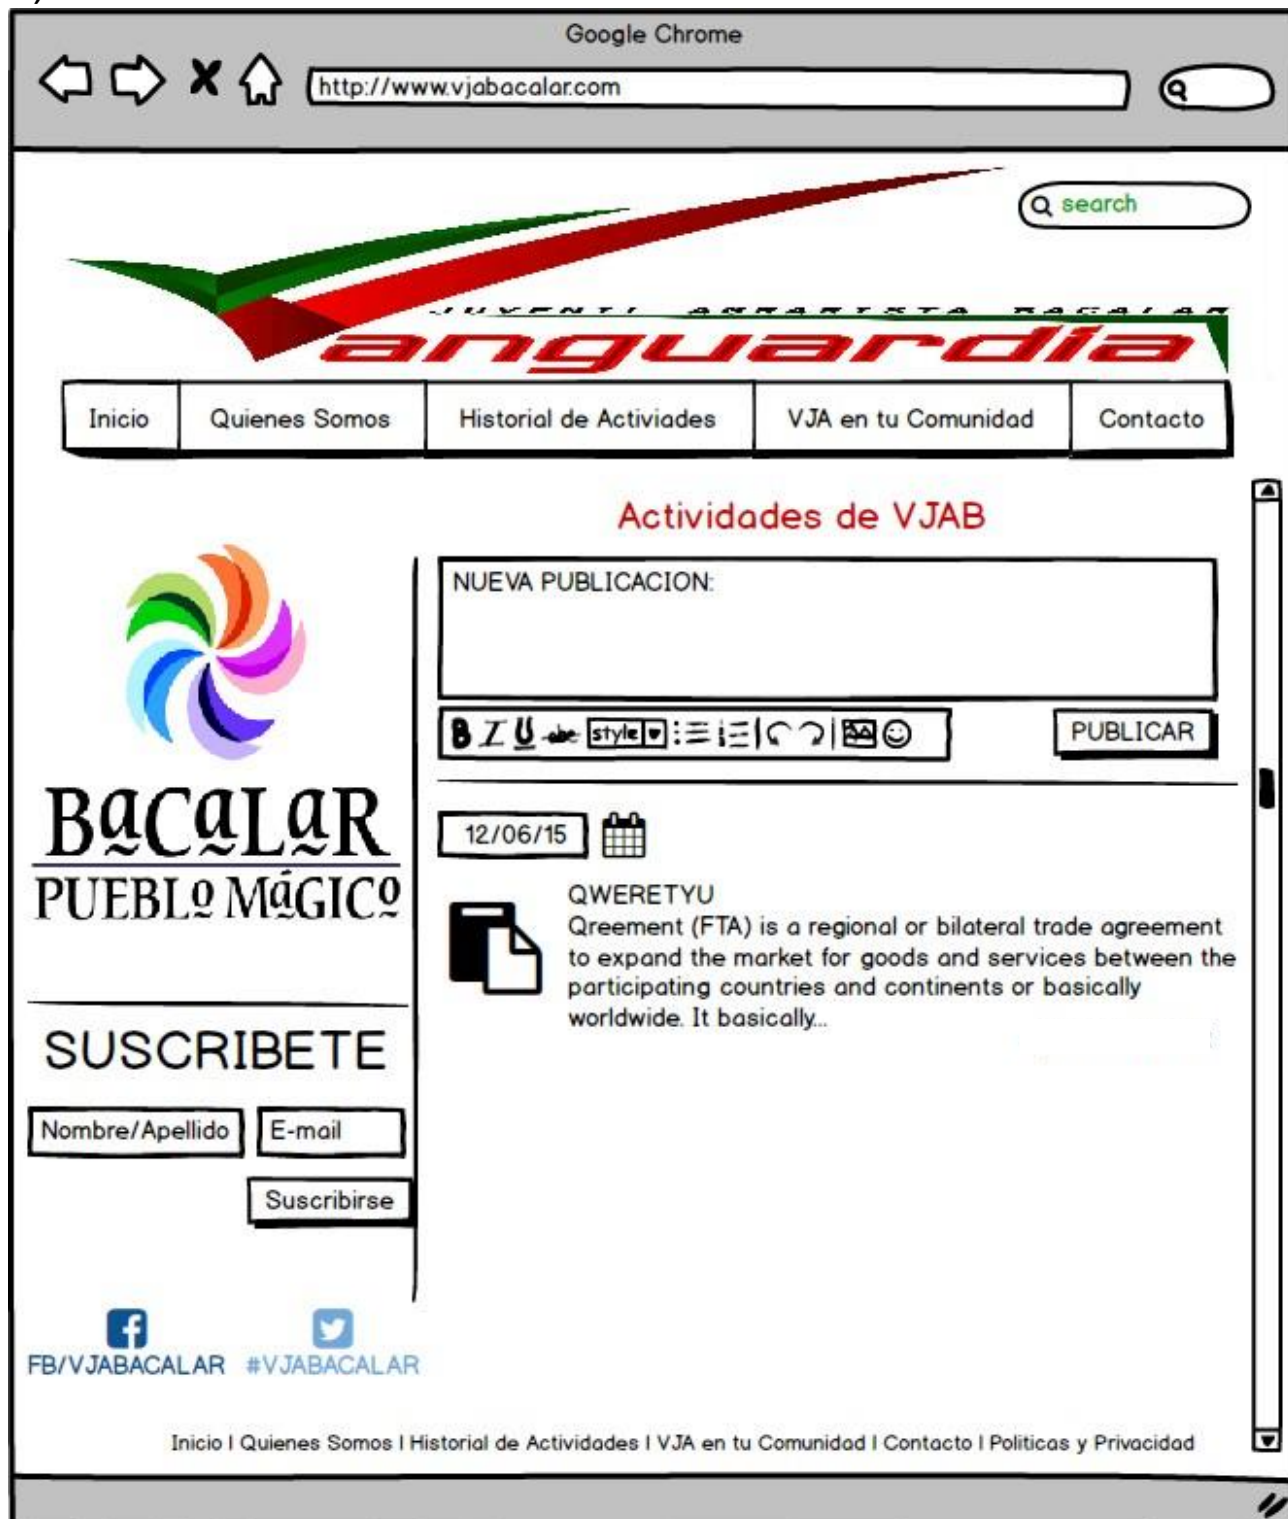 Google Chrome
http://www.vjabacalar.com
search
JUVENIL AGRARISTA BACALAR
anguardia
Inicio
Quienes Somos
Historial de Activiades
VJA en tu Comunidad
Contacto
Actividades de VJAB
NUEVA PUBLICACION:
B I U abc style
PUBLICAR
BaCaLaR
PUEBLo MáGICo
12/06/15
QWERETYU
Qreement (FTA) is a regional or bilateral trade agreement
to expand the market for goods and services between the
participating countries and continents or basically
worldwide. It basically...
SUSCRIBETE
Nombre/Apellido
E-mail
Suscribirse
FB/VJABACALAR
#VJABACALAR
Inicio I Quienes Somos I Historial de Actividades I VJA en tu Comunidad I Contacto I Politicas y Privacidad